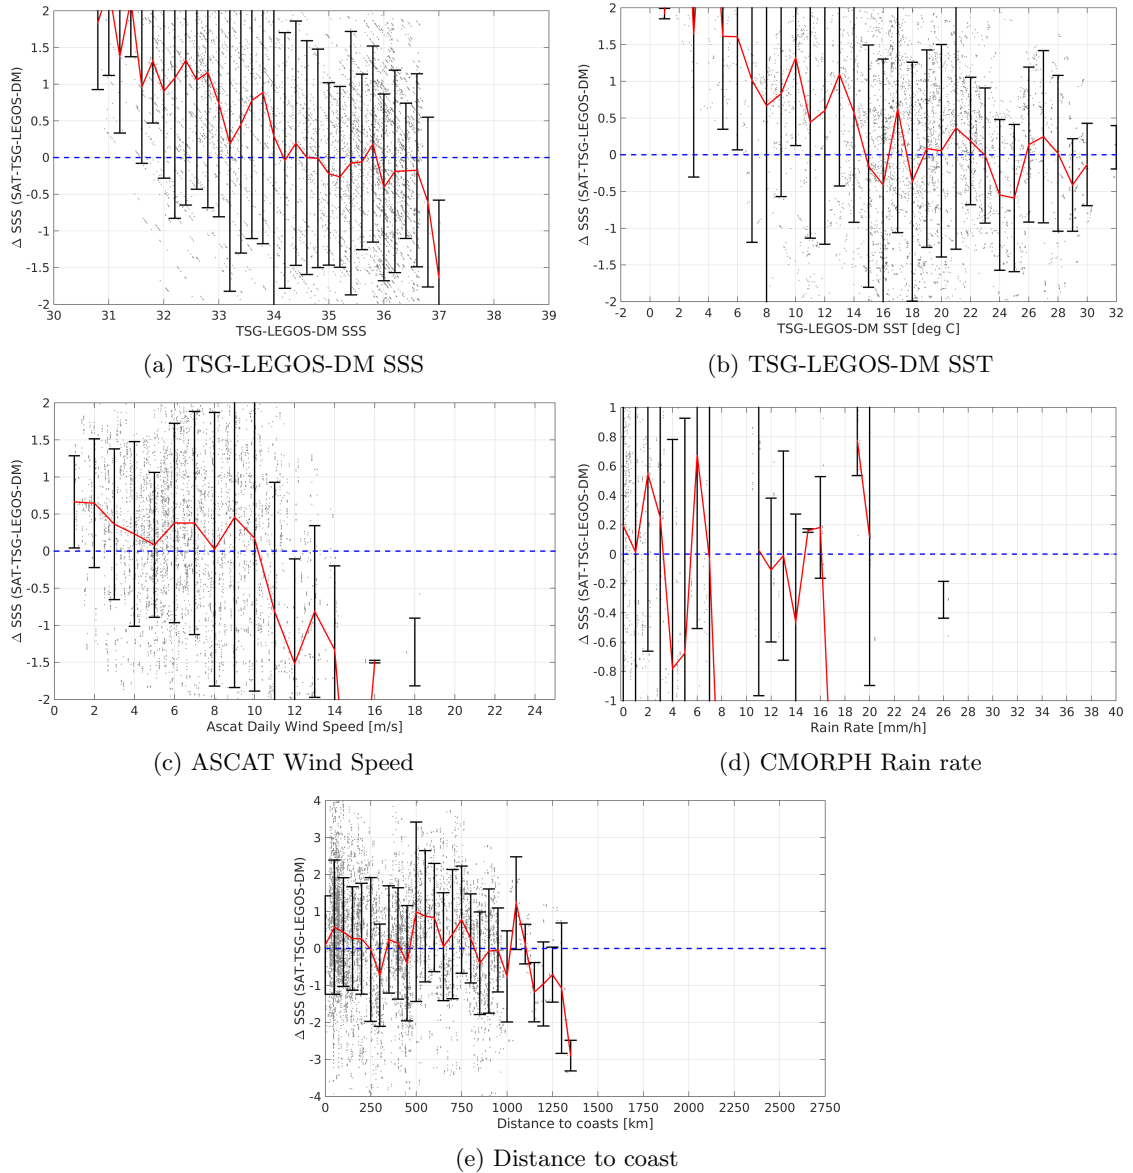 2
1.5
1
0.5
0
-0.5
-1
-1.5
-2
Δ SSS (SAT-TSG-LEGOS-DM)
30 31 32 33 34 35 36 37 38 39
TSG-LEGOS-DM SSS
(a) TSG-LEGOS-DM SSS
2
1.5
1
0.5
0
-0.5
-1
-1.5
-2
Δ SSS (SAT-TSG-LEGOS-DM)
-2 0 2 4 6 8 10 12 14 16 18 20 22 24 26 28 30 32
TSG-LEGOS-DM SST [deg C]
(b) TSG-LEGOS-DM SST
2
1.5
1
0.5
0
-0.5
-1
-1.5
-2
Δ SSS (SAT-TSG-LEGOS-DM)
0 2 4 6 8 10 12 14 16 18 20 22 24
Ascat Daily Wind Speed [m/s]
(c) ASCAT Wind Speed
1
0.8
0.6
0.4
0.2
0
-0.2
-0.4
-0.6
-0.8
-1
Δ SSS (SAT-TSG-LEGOS-DM)
0 2 4 6 8 10 12 14 16 18 20 22 24 26 28 30 32 34 36 38 40
Rain Rate [mm/h]
(d) CMORPH Rain rate
4
3
2
1
0
-1
-2
-3
-4
Δ SSS (SAT-TSG-LEGOS-DM)
0 250 500 750 1000 1250 1500 1750 2000 2250 2500 2750
Distance to coasts [km]
(e) Distance to coast